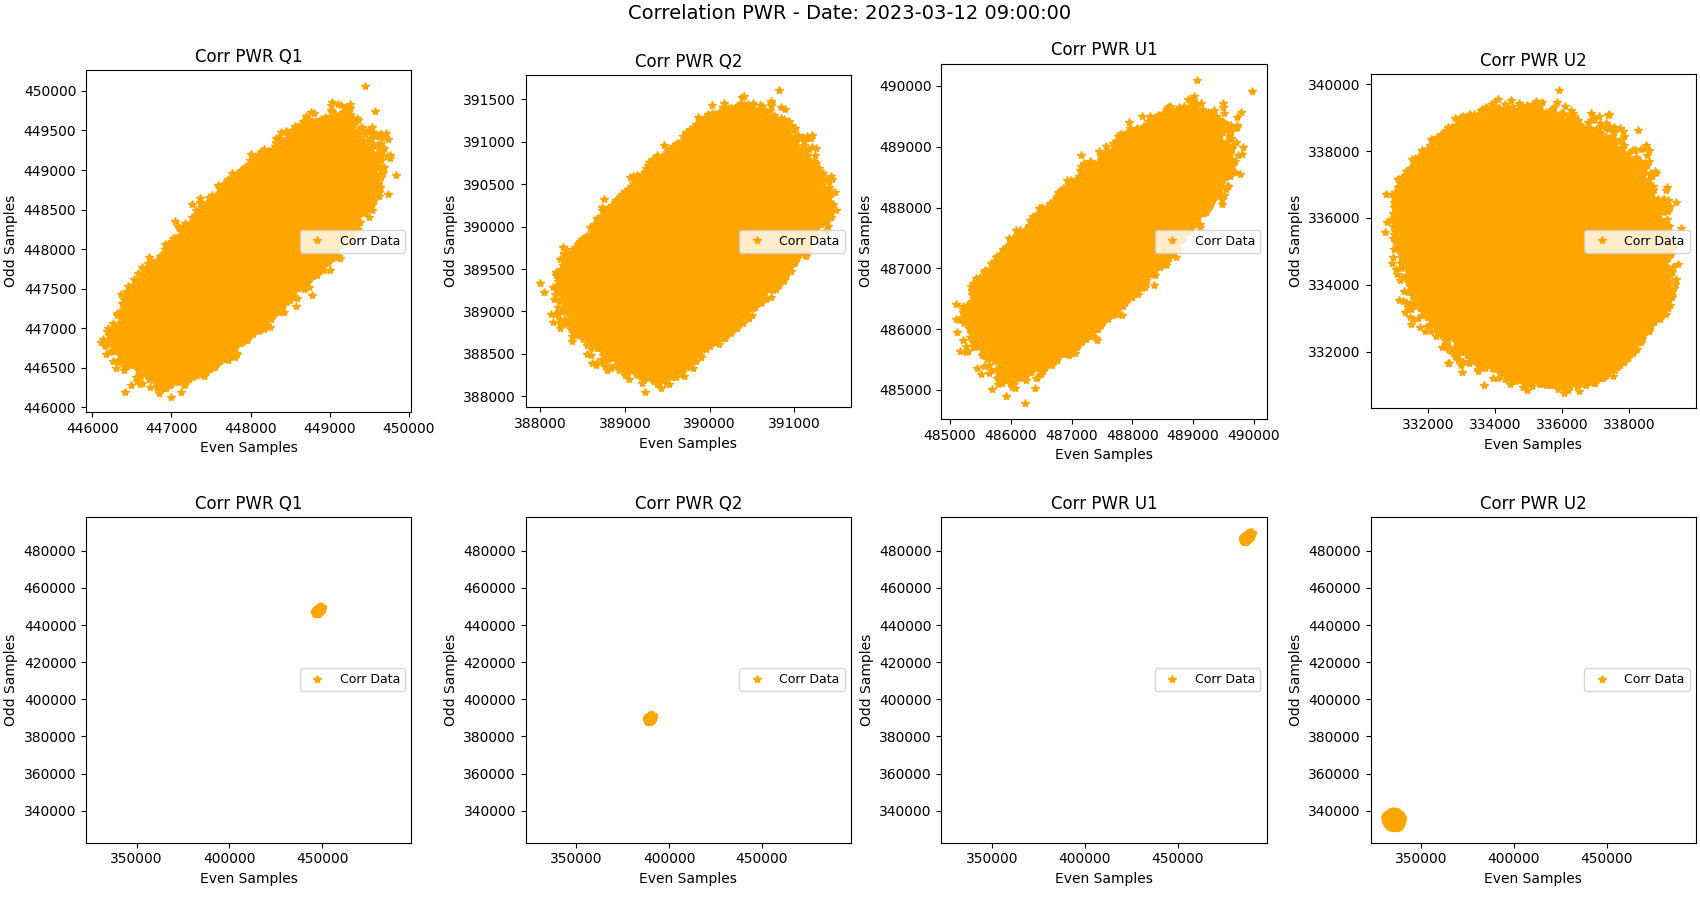 Correlation PWR - Date: 2023-03-12 09:00:00
Corr PWR Q1
Odd Samples
450000
449500
449000
448500
448000
447500
447000
446500
446000
446000 447000 448000 449000 450000
Even Samples
Corr Data
Corr PWR Q2
Odd Samples
391500
391000
390500
390000
389500
389000
388500
388000
388000 389000 390000 391000
Even Samples
Corr Data
Corr PWR U1
Odd Samples
490000
489000
488000
487000
486000
485000
485000 486000 487000 488000 489000 490000
Even Samples
Corr Data
Corr PWR U2
Odd Samples
340000
338000
336000
334000
332000
332000 334000 336000 338000
Even Samples
Corr Data
Corr PWR Q1
Odd Samples
480000
460000
440000
420000
400000
380000
360000
340000
350000 400000 450000
Even Samples
Corr Data
Corr PWR Q2
Odd Samples
480000
460000
440000
420000
400000
380000
360000
340000
350000 400000 450000
Even Samples
Corr Data
Corr PWR U1
Odd Samples
480000
460000
440000
420000
400000
380000
360000
340000
350000 400000 450000
Even Samples
Corr Data
Corr PWR U2
Odd Samples
480000
460000
440000
420000
400000
380000
360000
340000
350000 400000 450000
Even Samples
Corr Data